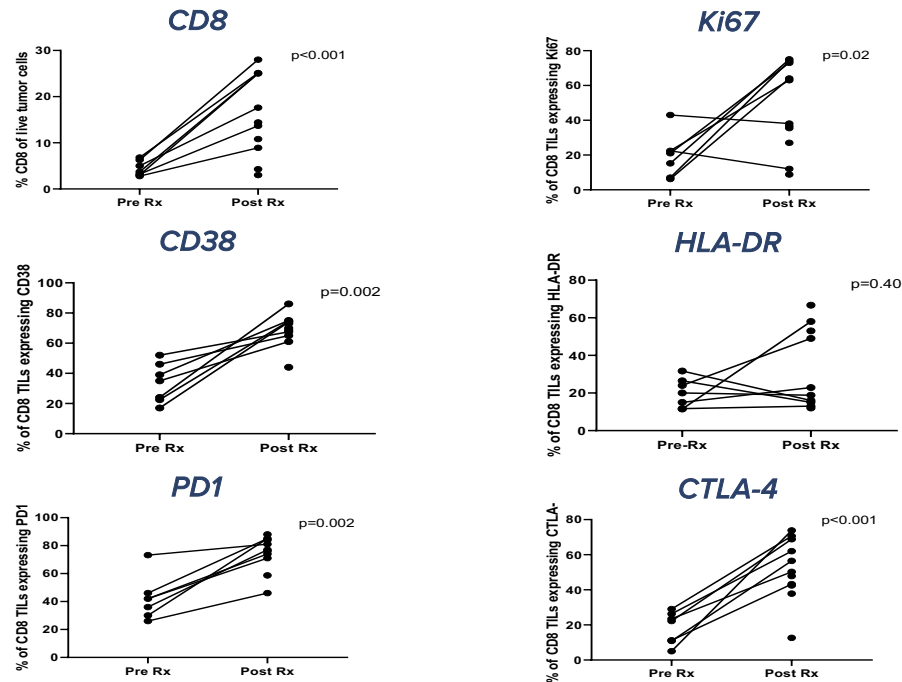 CD8
% CD8 of live tumor cells
30
20
10
0
p<0.001
Pre Rx
Post Rx
Ki67
% of CD8 TILs expressing Ki67
80
60
40
20
0
p=0.02
Pre Rx
Post Rx
CD38
% of CD8 TILs expressing CD38
100
80
60
40
20
0
p=0.002
Pre Rx
Post Rx
HLA-DR
% of CD8 TILs expressing HLA-DR
80
60
40
20
0
p=0.40
Pre-Rx
Post Rx
PD1
% of CD8 TILs expressing PD1
100
80
60
40
20
0
p=0.002
Pre Rx
Post Rx
CTLA-4
% of CD8 TILs expressing CTLA-
80
60
40
20
0
p<0.001
Pre Rx
Post Rx